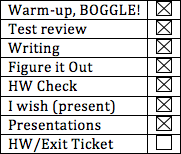 Warm-up, BOGGLE! ☒
Test review ☒
Writing ☒
Figure it Out ☒
HW Check ☒
I wish (present) ☒
Presentations ☒
HW/Exit Ticket ☐